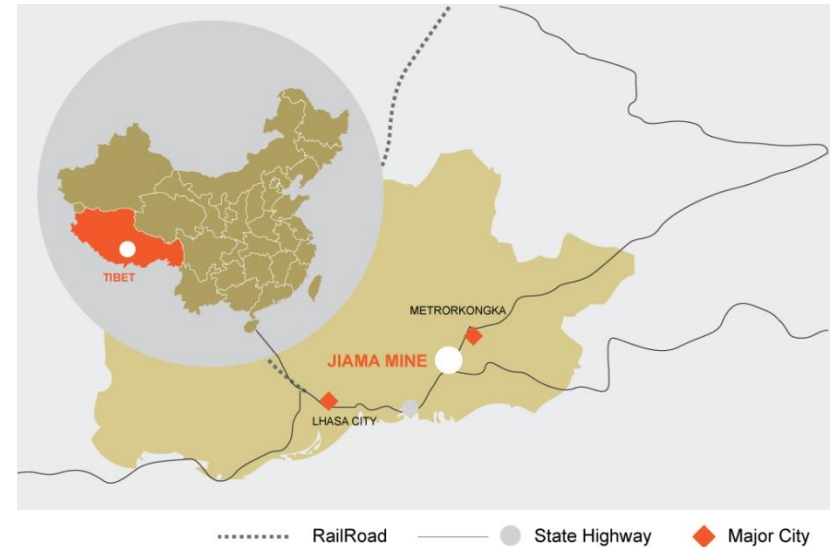 TIBET
METRORKONGKA
JIAMA MINE
LHASA CITY
RailRoad State Highway Major City